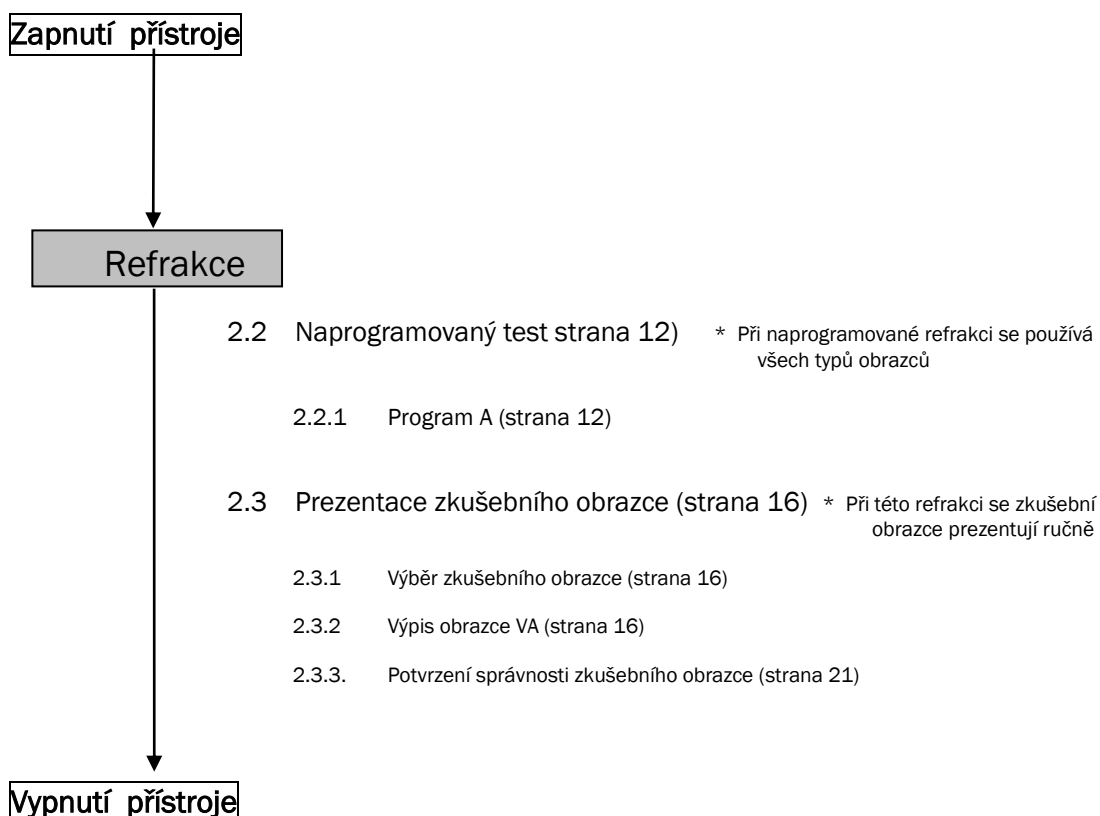 Zapnutí přístroje
Refrakce
2.2 Naprogramovaný test strana 12) * Při naprogramované refrakci se používá
všech typů obrazců
2.2.1 Program A (strana 12)
2.3 Prezentace zkušebního obrazce (strana 16) * Při této refrakci se zkušební
obrazce prezentují ručně
2.3.1 Výběr zkušebního obrazce (strana 16)
2.3.2 Výpis obrazce VA (strana 16)
2.3.3. Potvrzení správnosti zkušebního obrazce (strana 21)
Vypnutí přístroje